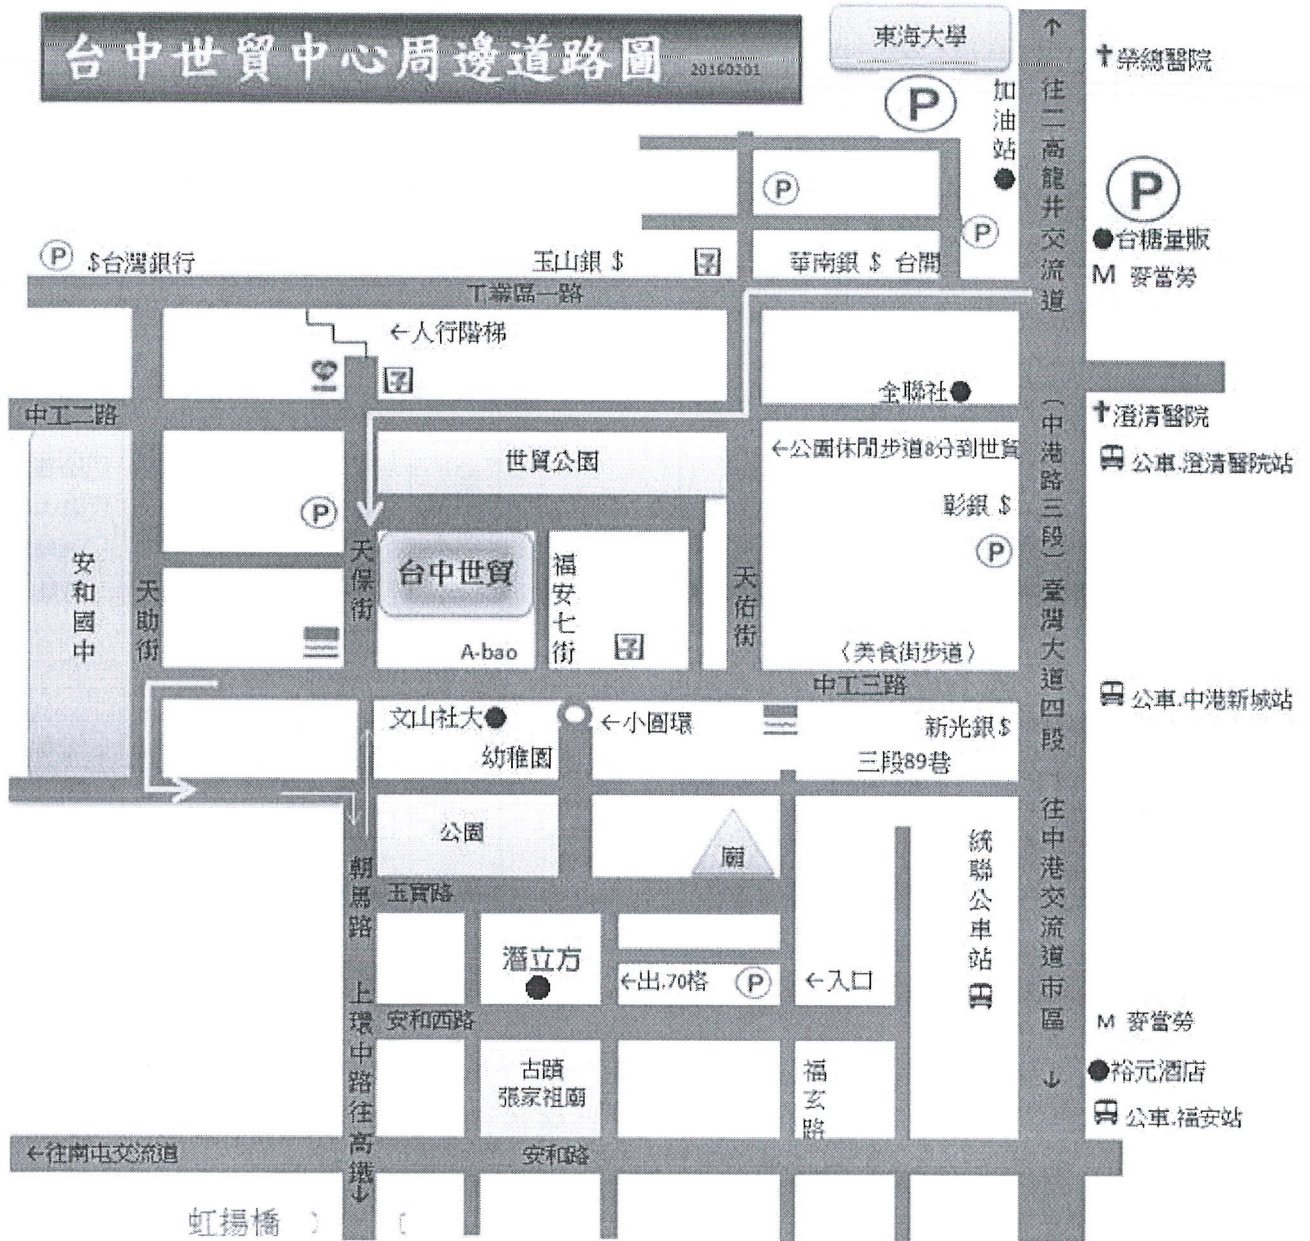 台中世貿中心周邊道路圖 20160201
東海大學
P
加油站
↑往二高龍井交流道
榮總醫院
P
P
P
P
台糖量販
M 麥當勞
P $台灣銀行
玉山銀 $
華南銀 $ 台開
工業區一路
←人行階梯
全聯社
中工二路
澄清醫院
世貿公園
←公園休閒步道8分到世貿
公車.澄清醫院站
(中港路三段)臺灣大道四段
彰銀 $
P
P
安和國中
天助街
天保街
台中世貿
福安七街
天佑街
A-bao
〈美食街步道〉
中工三路
公車.中港新城站
文山社大
←小圓環
新光銀$
幼稚園
三段89巷
公園
廟
往中港交流道市區↓
統聯公車站
朝馬路
玉寶路
潛立方
←出.70格 P
←入口
上環中路往高鐵↓
安和西路
M 麥當勞
古蹟
張家祖廟
福玄路
裕元酒店
公車.福安站
←往南屯交流道
安和路
虹揚橋